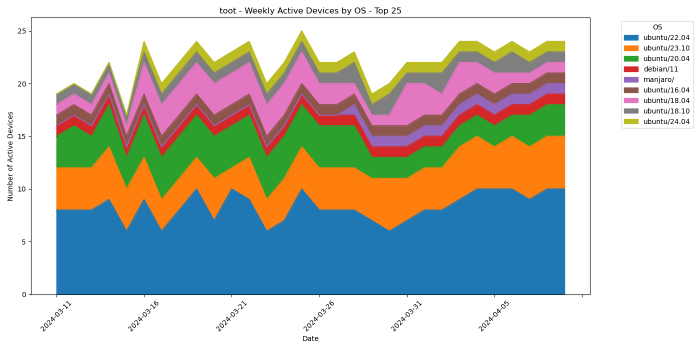 toot - Weekly Active Devices by OS - Top 25
Number of Active Devices
25
20
15
10
5
0
2024-03-11
2024-03-16
2024-03-21
2024-03-26
2024-03-31
2024-04-05
Date
OS
ubuntu/22.04
ubuntu/23.10
ubuntu/20.04
debian/11
manjaro/
ubuntu/16.04
ubuntu/18.04
ubuntu/18.10
ubuntu/24.04